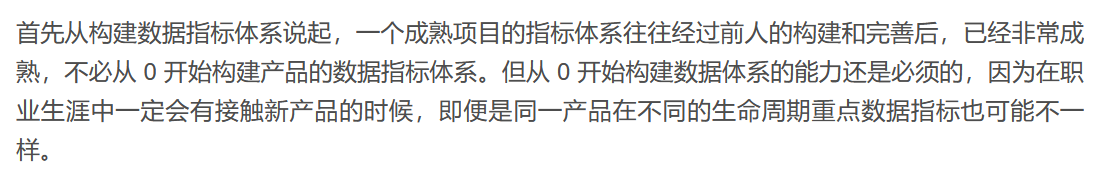 首先从构建数据指标体系说起，一个成熟项目的指标体系往往经过前人的构建和完善后，已经非常成
熟，不必从 0 开始构建产品的数据指标体系。但从 0 开始构建数据体系的能力还是必须的，因为在职
业生涯中一定会有接触新产品的时候，即便是同一产品在不同的生命周期重点数据指标也可能不一
样。